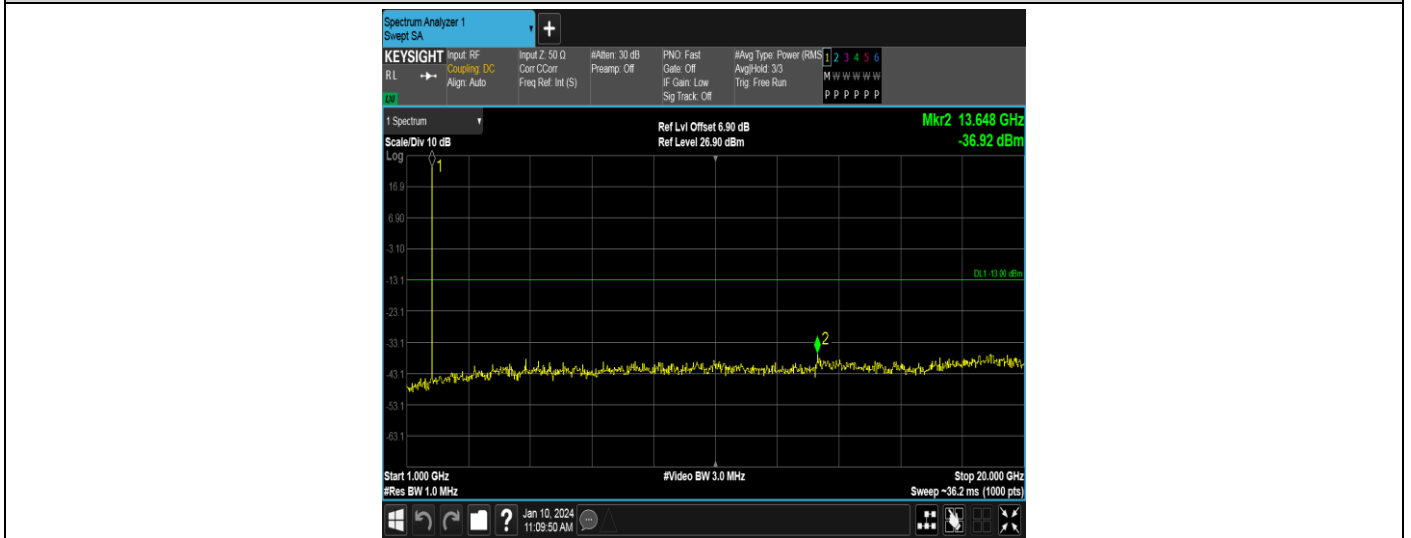 Spectrum Analyzer 1
Swept SA
+
KEYSIGHT
RL
Input: RF
Coupling: DC
Align: Auto
Input Z: 50 Ω
Corr CCorr
Freq Ref: Int (S)
#Atten: 30 dB
Preamp: Off
PNO: Fast
Gate: Off
IF Gain: Low
Sig Track: Off
#Avg Type: Power (RMS
Avg|Hold: 3/3
Trig: Free Run
1 2 3 4 5 6
M W W W W W
P P P P P P
1 Spectrum
Scale/Div 10 dB
Log
Ref Lvl Offset 6.90 dB
Ref Level 26.90 dBm
Mkr2 13.648 GHz
-36.92 dBm
1
16.9
6.90
-3.10
DL1 -13.00 dBm
-13.1
-23.1
-33.1
2
-43.1
-53.1
-63.1
Start 1.000 GHz
#Video BW 3.0 MHz
Stop 20.000 GHz
#Res BW 1.0 MHz
Sweep ~36.2 ms (1000 pts)
?
Jan 10, 2024
11:09:50 AM